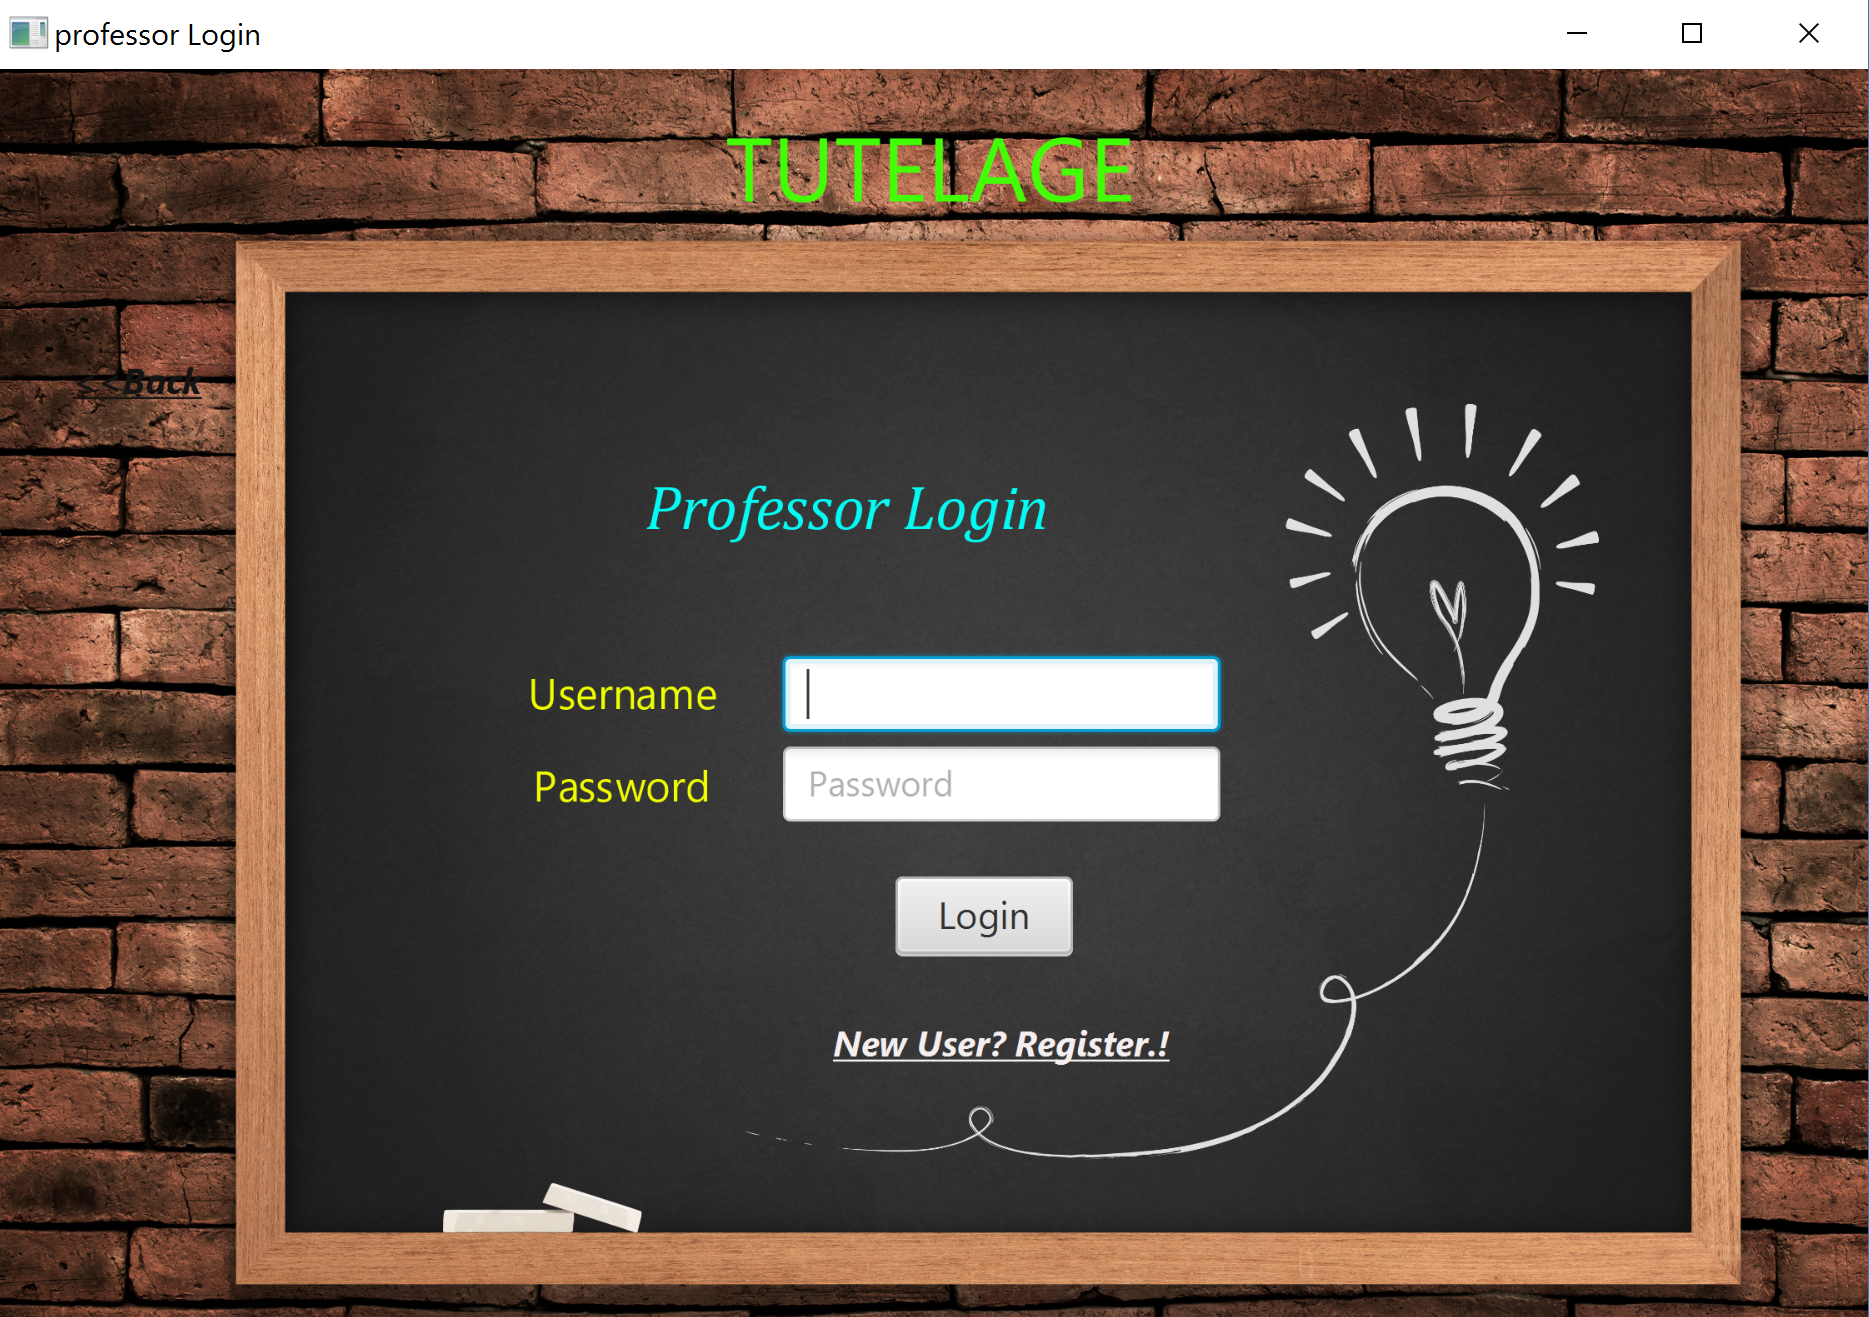 professor Login
TUTELAGE
<<Back
Professor Login
Username
Password
Password
Login
New User? Register.!